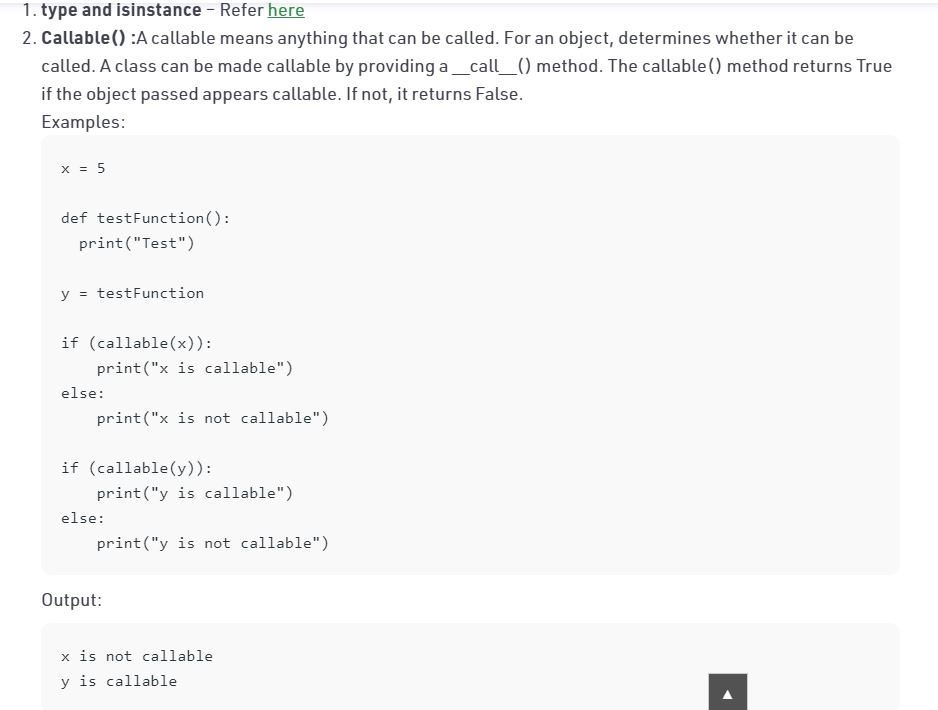 1. type and isinstance – Refer here
2. Callable() :A callable means anything that can be called. For an object, determines whether it can be
called. A class can be made callable by providing a __call__() method. The callable() method returns True
if the object passed appears callable. If not, it returns False.
Examples:
x = 5
def testFunction():
  print("Test")
y = testFunction
if (callable(x)):
    print("x is callable")
else:
    print("x is not callable")
if (callable(y)):
    print("y is callable")
else:
    print("y is not callable")
Output:
x is not callable
y is callable